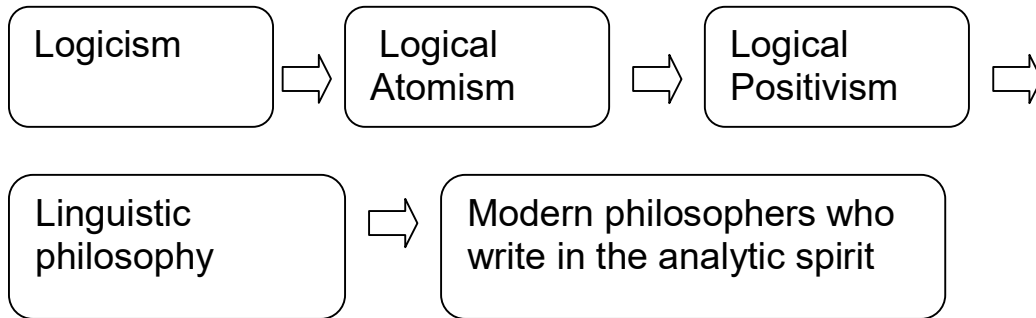 Logicism
Logical
Atomism
Logical
Positivism
Linguistic
philosophy
Modern philosophers who
write in the analytic spirit